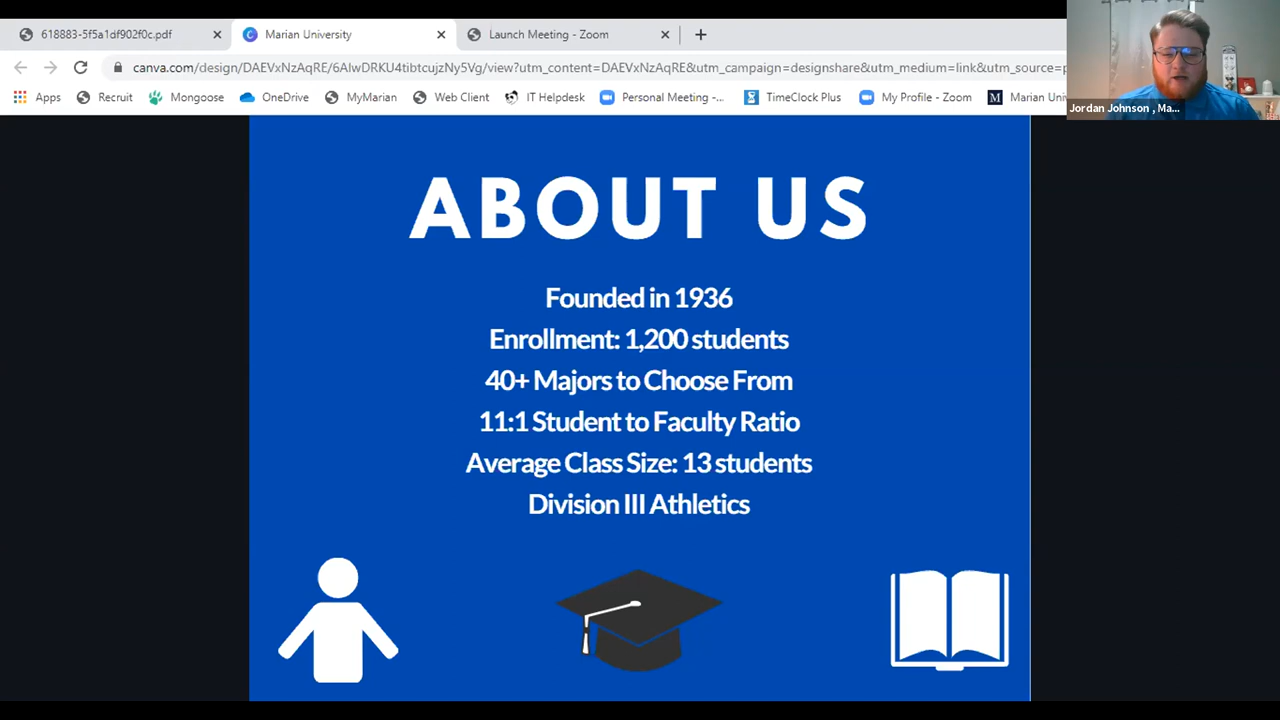 618883-5f5a1df902f0c.pdf
Marian University
Launch Meeting - Zoom
canva.com/design/DAEVxNzAqRE/6AIwDRKU4tibtcujzNy5Yg/view?utm_content=DAEVxNzAqRE&utm_campaign=designshare&utm_medium=link&utm_source=p
Apps Recruit Mongoose OneDrive MyMarian Web Client IT Helpdesk Personal Meeting -... TimeClock Plus My Profile - Zoom Marian Univ
Jordan Johnson , Ma...
ABOUT US
Founded in 1936
Enrollment: 1,200 students
40+ Majors to Choose From
11:1 Student to Faculty Ratio
Average Class Size: 13 students
Division III Athletics